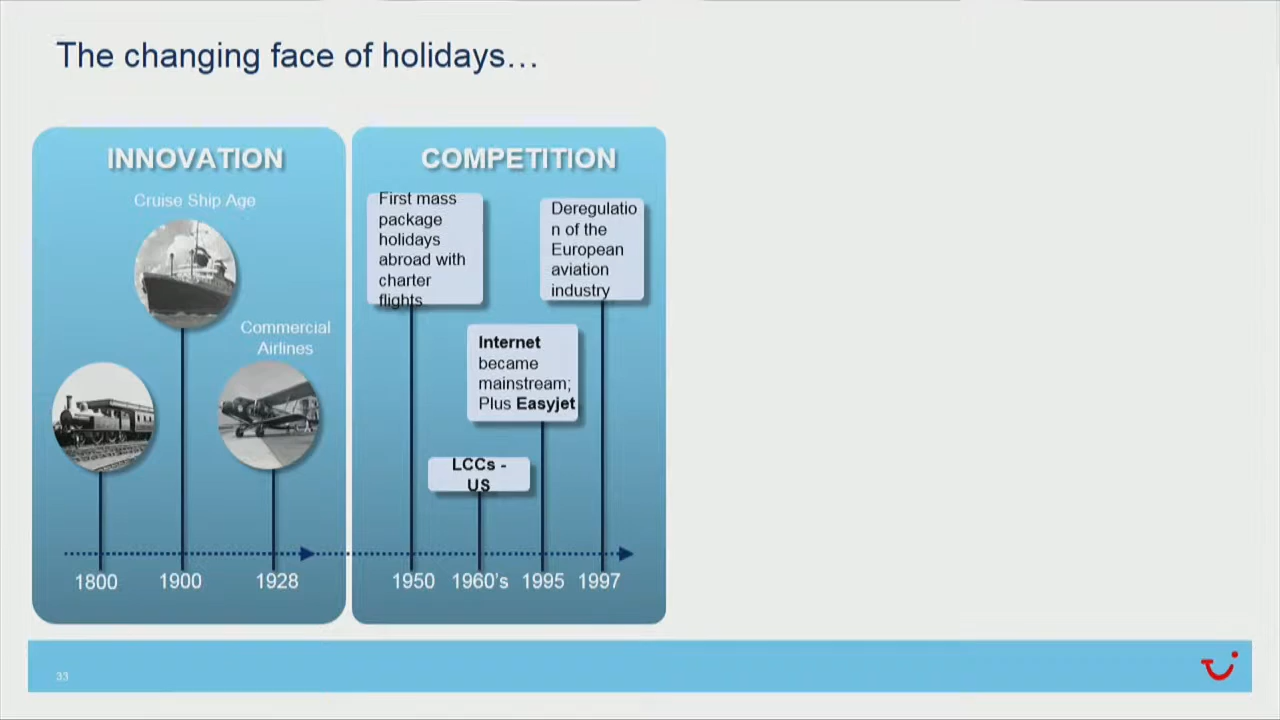 The changing face of holidays…
INNOVATION
Cruise Ship Age
Commercial
Airlines
1800
1900
1928
COMPETITION
First mass
package
holidays
abroad with
charter
flights
Deregulatio
n of the
European
aviation
industry
Internet
became
mainstream;
Plus Easyjet
LCCs -
US
1950
1960's
1995
1997
33